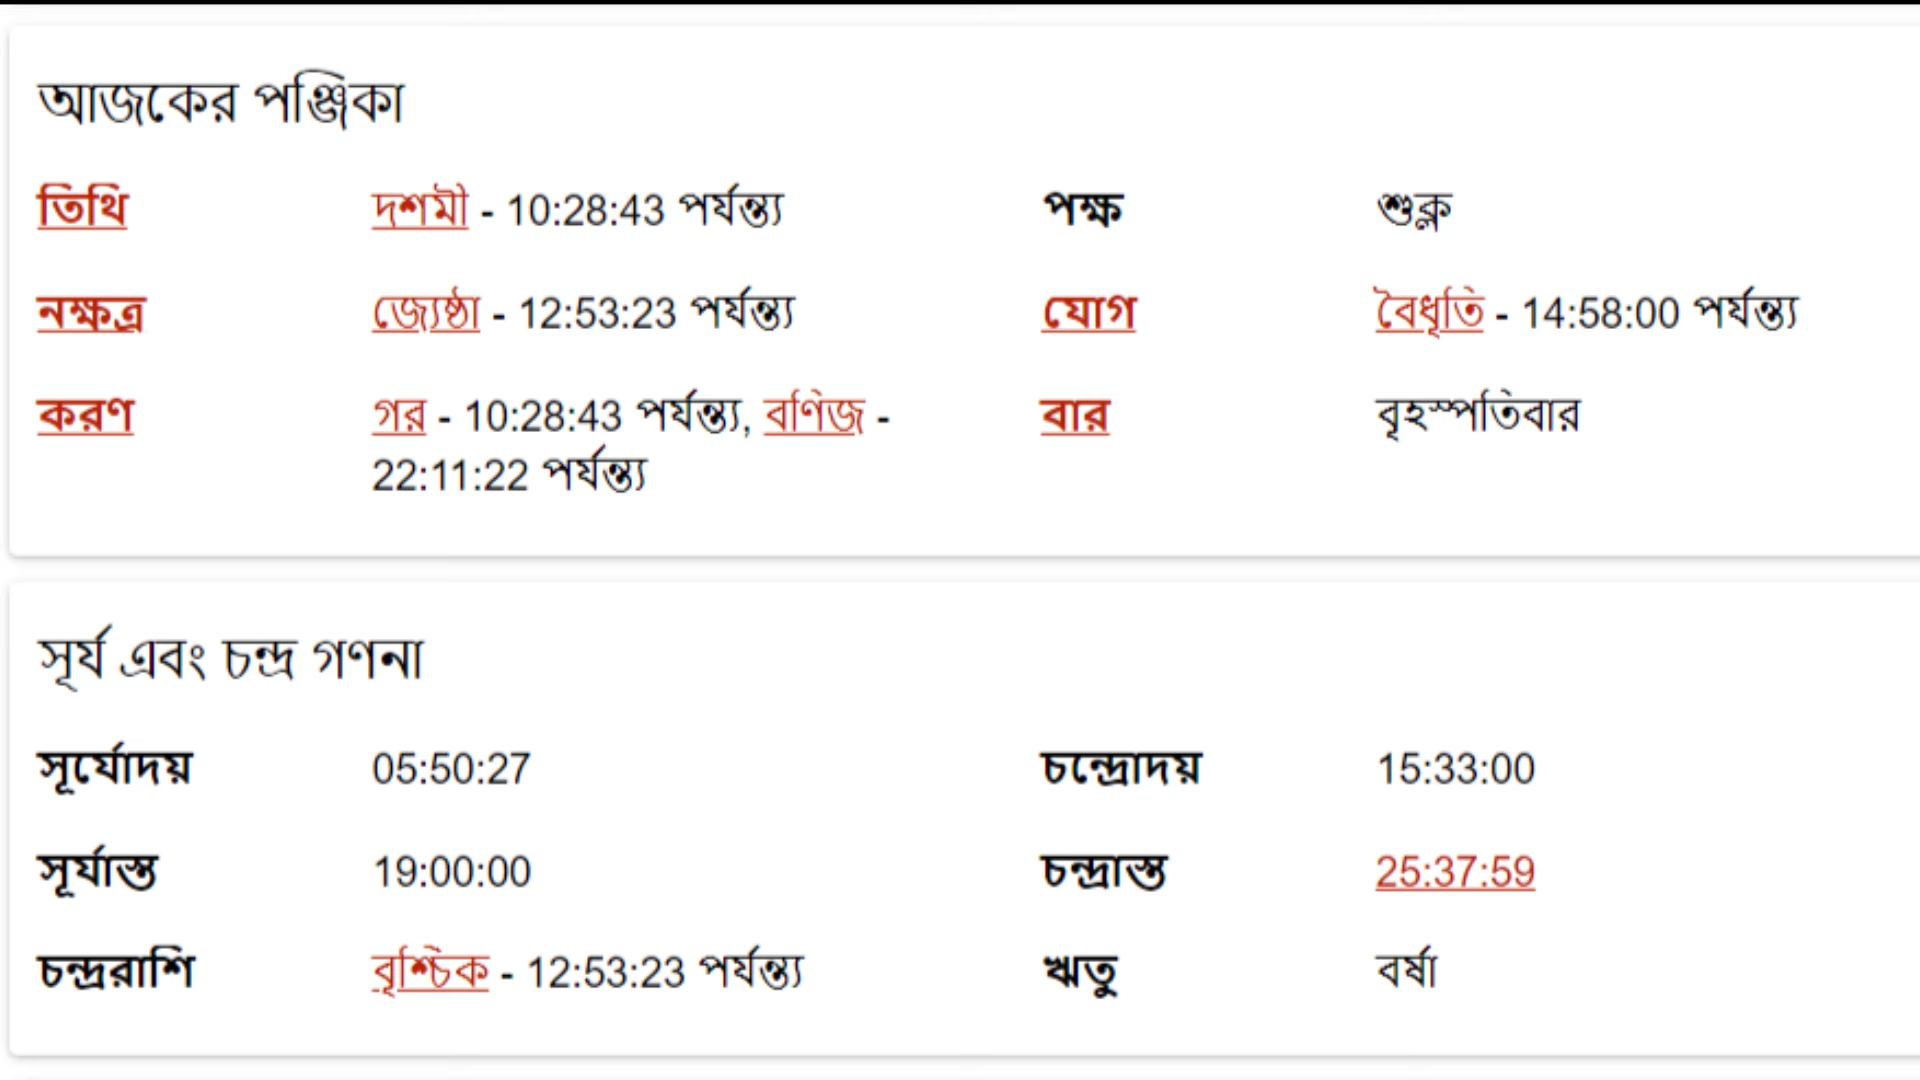 আজকের পঞ্জিকা
তিথি দশমী - 10:28:43 পর্যন্ত্য পক্ষ শুক্ল
নক্ষত্র জ্যেষ্ঠা - 12:53:23 পর্যন্ত্য যোগ বৈধৃতি - 14:58:00 পর্যন্ত্য
করণ গর - 10:28:43 পর্যন্ত্য, বণিজ - বার বৃহস্পতিবার
22:11:22 পর্যন্ত্য
সূর্য এবং চন্দ্র গণনা
সূর্যোদয় 05:50:27 চন্দ্রোদয় 15:33:00
সূর্যাস্ত 19:00:00 চন্দ্রাস্ত 25:37:59
চন্দ্ররাশি বৃশ্চিক - 12:53:23 পর্যন্ত্য ঋতু বর্ষা